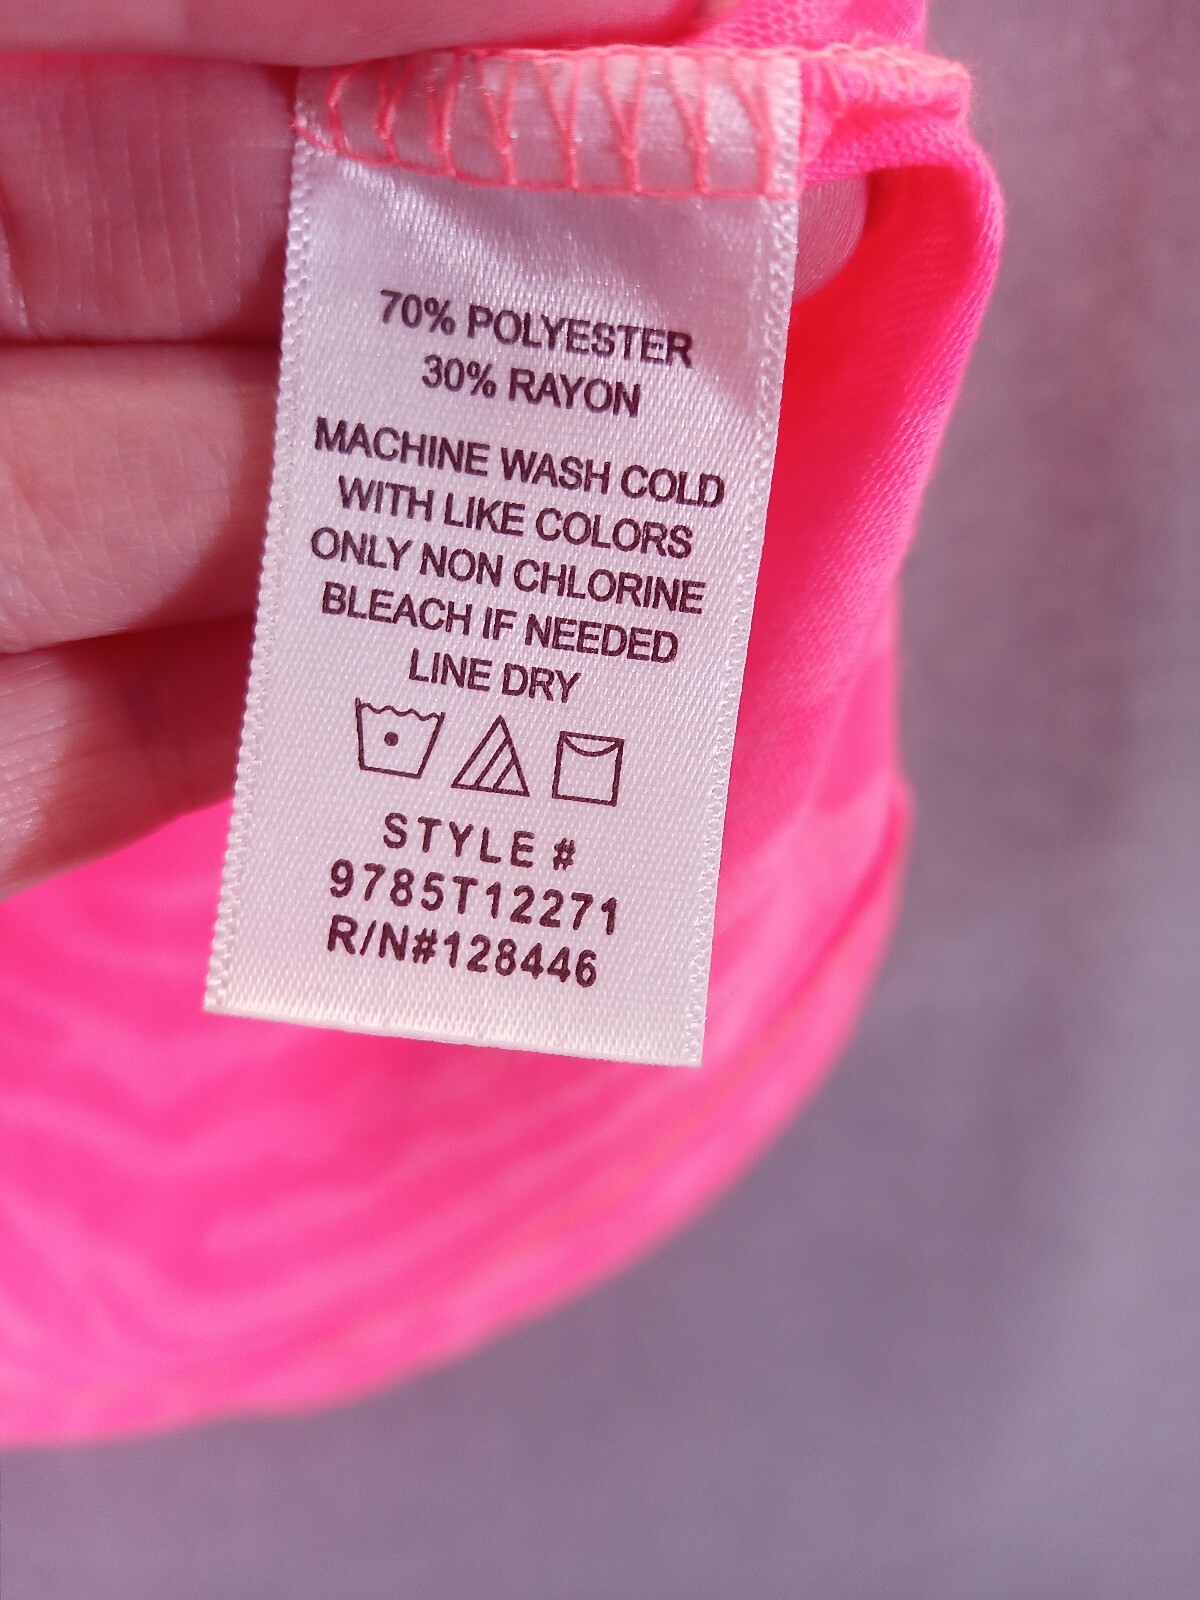 70% POLYESTER
30% RAYON
MACHINE WASH COLD
WITH LIKE COLORS
ONLY NON CHLORINE
BLEACH IF NEEDED
LINE DRY
STYLE #
9785T12271
R/N#128446